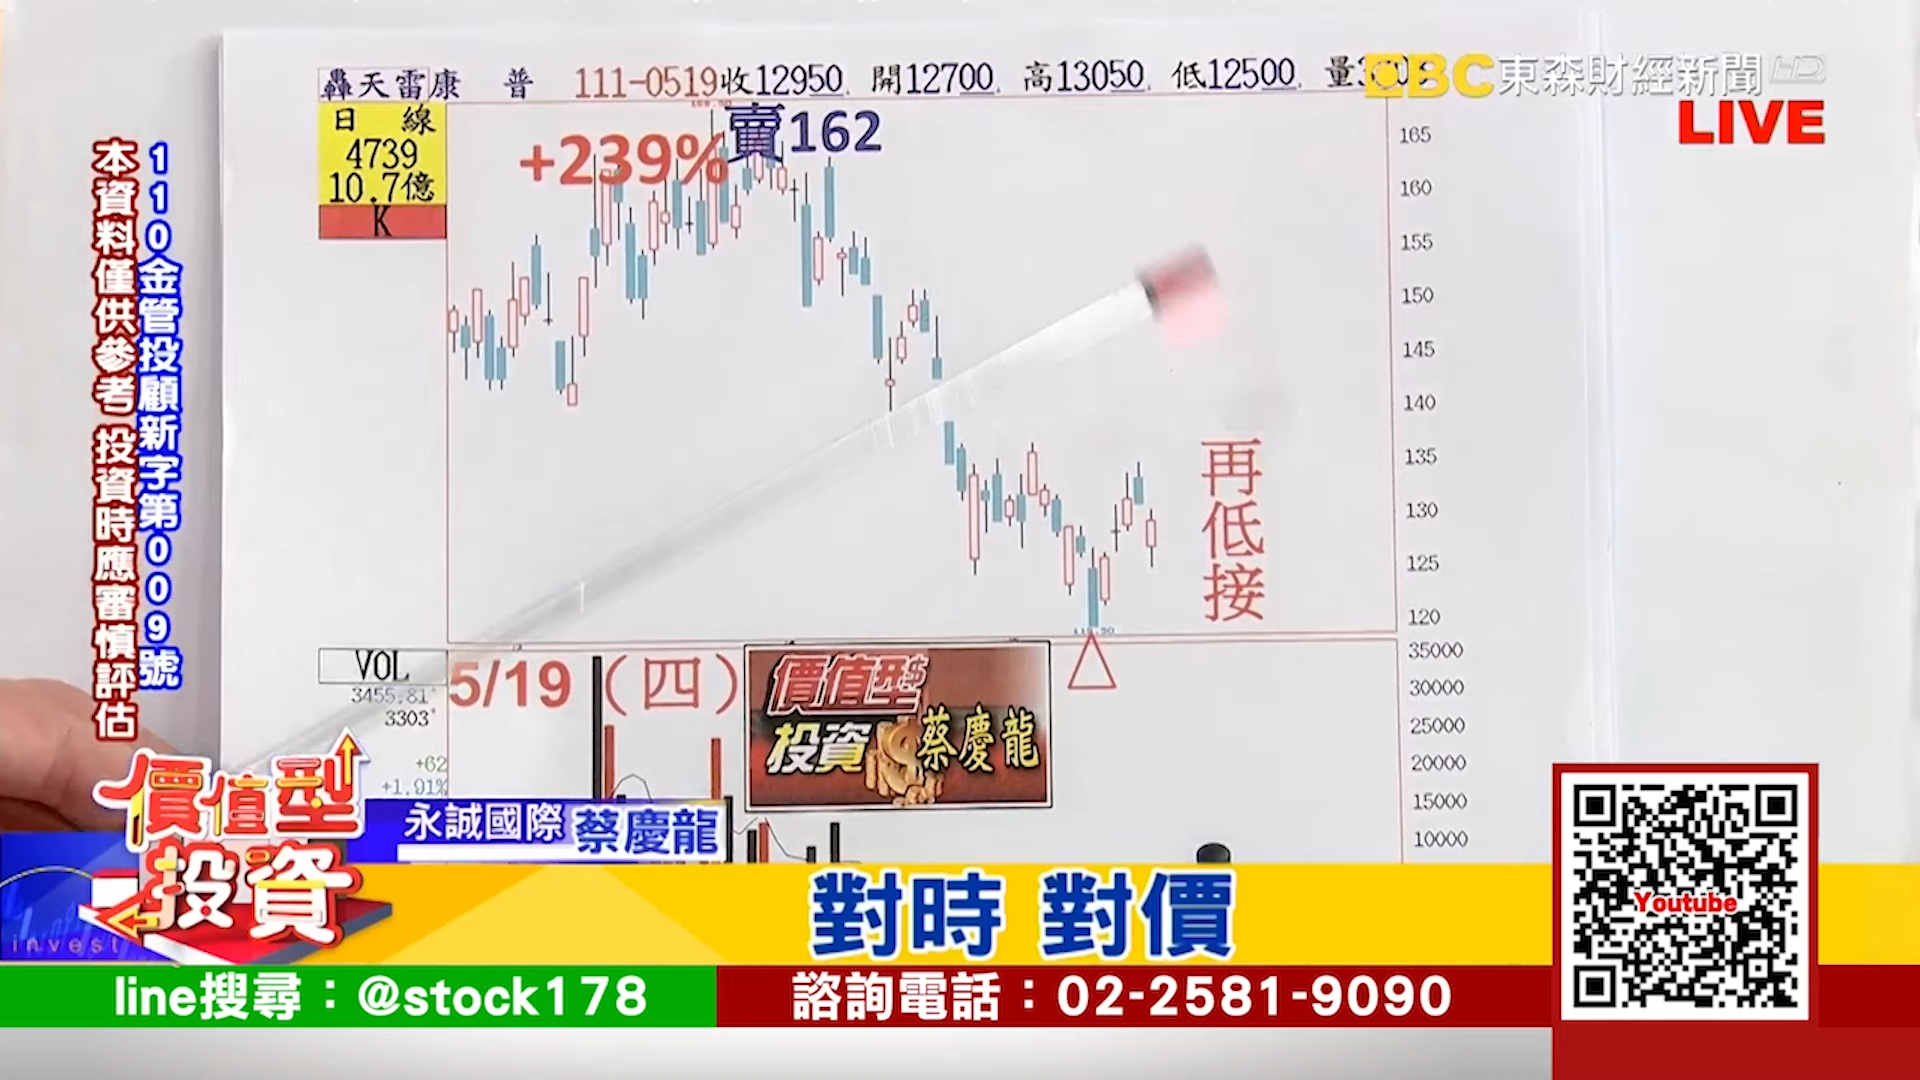 轟天雷康 普 111-0519收12950 開12700 高13050 低12500 量
EBC東森財經新聞HD
LIVE
日 線
4739
10.7億
K
+239%
賣162
165
160
155
150
145
140
135
130
125
120
再低接
VOL
3455.81
3303
+62
+1.91%
5/19（四）
價值型
投資 蔡慶龍
35000
30000
25000
20000
15000
10000
110金管投顧新字第009號
本資料僅供參考 投資時應審慎評估
價值型
投資
invest
永誠國際 蔡慶龍
對時 對價
Youtube
line搜尋：@stock178
諮詢電話：02-2581-9090